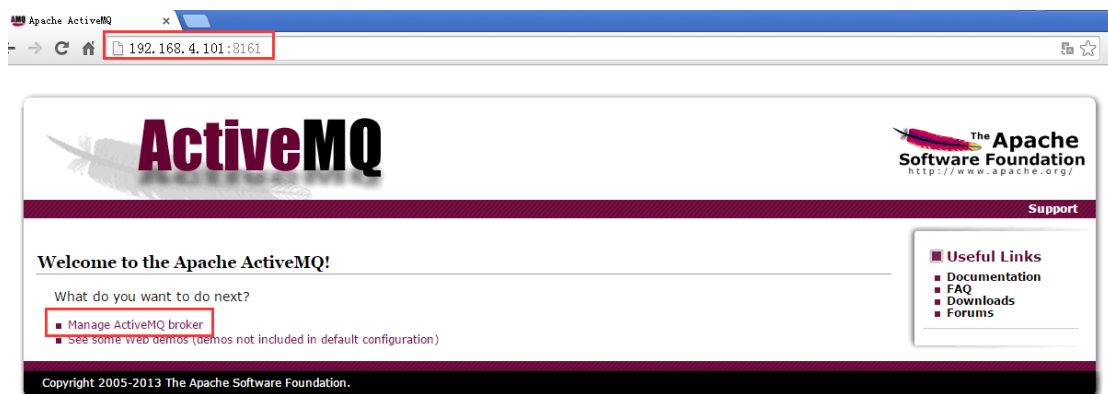 Apache ActiveMQ
192.168.4.101:8161
ActiveMQ
The Apache
Software Foundation
http://www.apache.org/
Support
Welcome to the Apache ActiveMQ!
What do you want to do next?
Manage ActiveMQ broker
See some Web demos (demos not included in default configuration)
Useful Links
Documentation
FAQ
Downloads
Forums
Copyright 2005-2013 The Apache Software Foundation.